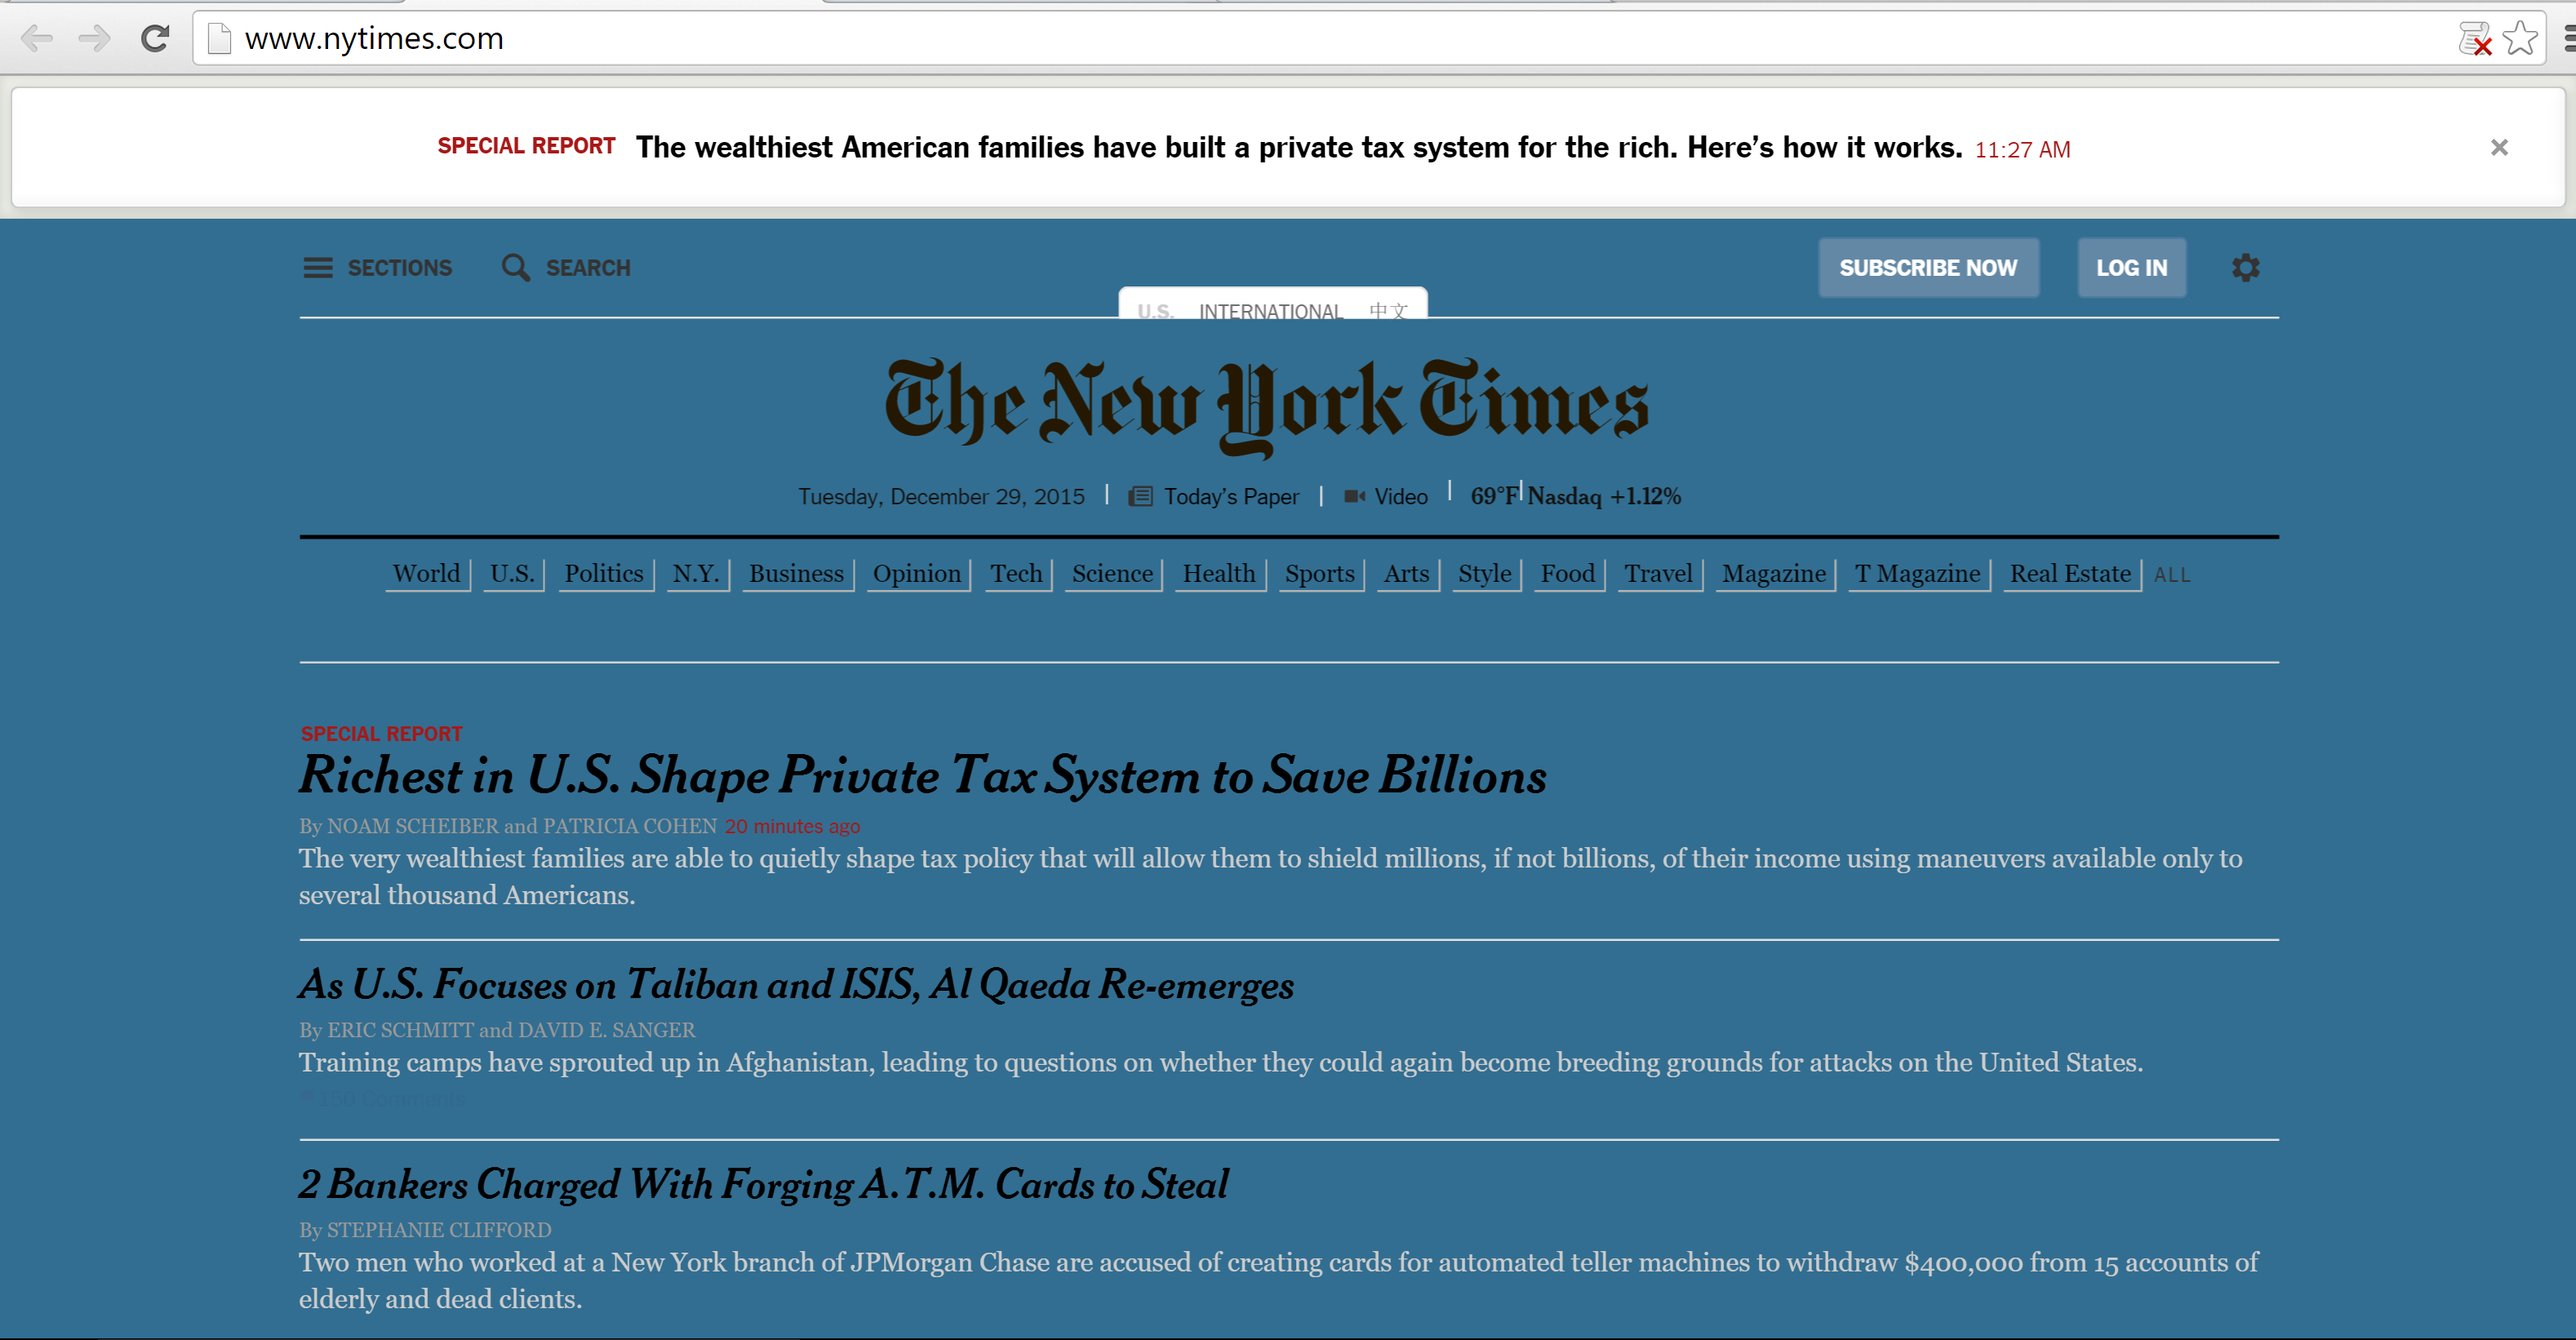 www.nytimes.com
SPECIAL REPORT The wealthiest American families have built a private tax system for the rich. Here’s how it works. 11:27 AM
SECTIONS SEARCH SUBSCRIBE NOW LOG IN
U.S. INTERNATIONAL 中文
The New York Times
Tuesday, December 29, 2015 Today’s Paper Video 69°F Nasdaq +1.12%
World U.S. Politics N.Y. Business Opinion Tech Science Health Sports Arts Style Food Travel Magazine T Magazine Real Estate ALL
SPECIAL REPORT
Richest in U.S. Shape Private Tax System to Save Billions
By NOAM SCHEIBER and PATRICIA COHEN 20 minutes ago
The very wealthiest families are able to quietly shape tax policy that will allow them to shield millions, if not billions, of their income using maneuvers available only to
several thousand Americans.
As U.S. Focuses on Taliban and ISIS, Al Qaeda Re-emerges
By ERIC SCHMITT and DAVID E. SANGER
Training camps have sprouted up in Afghanistan, leading to questions on whether they could again become breeding grounds for attacks on the United States.
150 Comments
2 Bankers Charged With Forging A.T.M. Cards to Steal
By STEPHANIE CLIFFORD
Two men who worked at a New York branch of JPMorgan Chase are accused of creating cards for automated teller machines to withdraw $400,000 from 15 accounts of
elderly and dead clients.